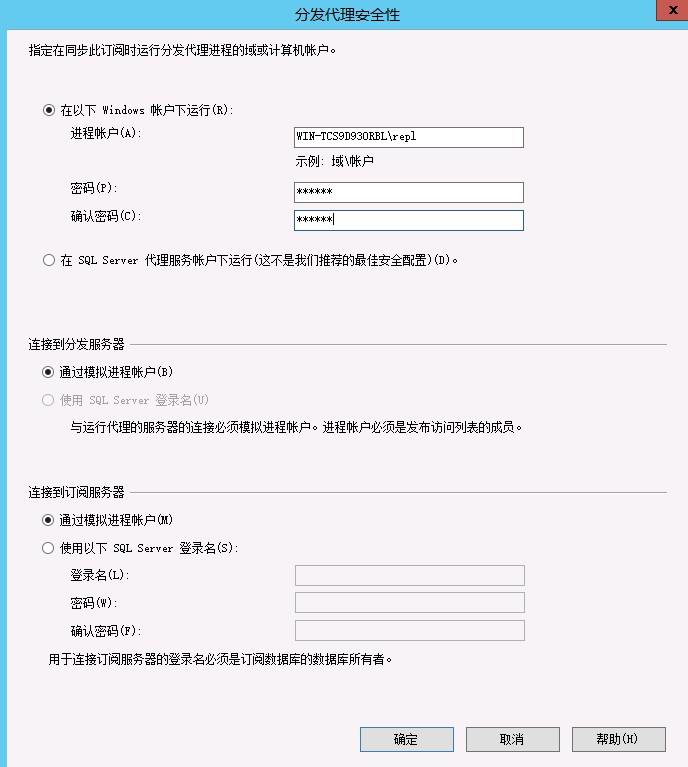 分发代理安全性
x
指定在同步此订阅时运行分发代理进程的域或计算机帐户。
在以下 Windows 帐户下运行(R):
进程帐户(A):
WIN-TCS9D93ORBL\repl
示例: 域\帐户
密码(P):
******
确认密码(C):
******
在 SQL Server 代理服务帐户下运行(这不是我们推荐的最佳安全配置)(D)。
连接到分发服务器
通过模拟进程帐户(B)
使用 SQL Server 登录名(U)
与运行代理的服务器的连接必须模拟进程帐户。进程帐户必须是发布访问列表的成员。
连接到订阅服务器
通过模拟进程帐户(M)
使用以下 SQL Server 登录名(S):
登录名(L):
密码(W):
确认密码(F):
用于连接订阅服务器的登录名必须是订阅数据库的数据库所有者。
确定
取消
帮助(H)